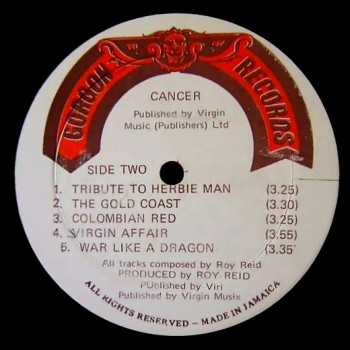 GORGON RECORDS
CANCER
Published by Virgin
Music (Publishers) Ltd
SIDE TWO
1. TRIBUTE TO HERBIE MAN (3.25)
2. THE GOLD COAST (3.30)
3. COLOMBIAN RED (3.25)
4. VIRGIN AFFAIR (3.55)
5. WAR LIKE A DRAGON (3.35)
All tracks composed by Roy Reid
PRODUCED by ROY REID
PUblished by Viri
Published by Virgin Musix
ALL RIGHTS RESERVED – MADE IN JAMAICA